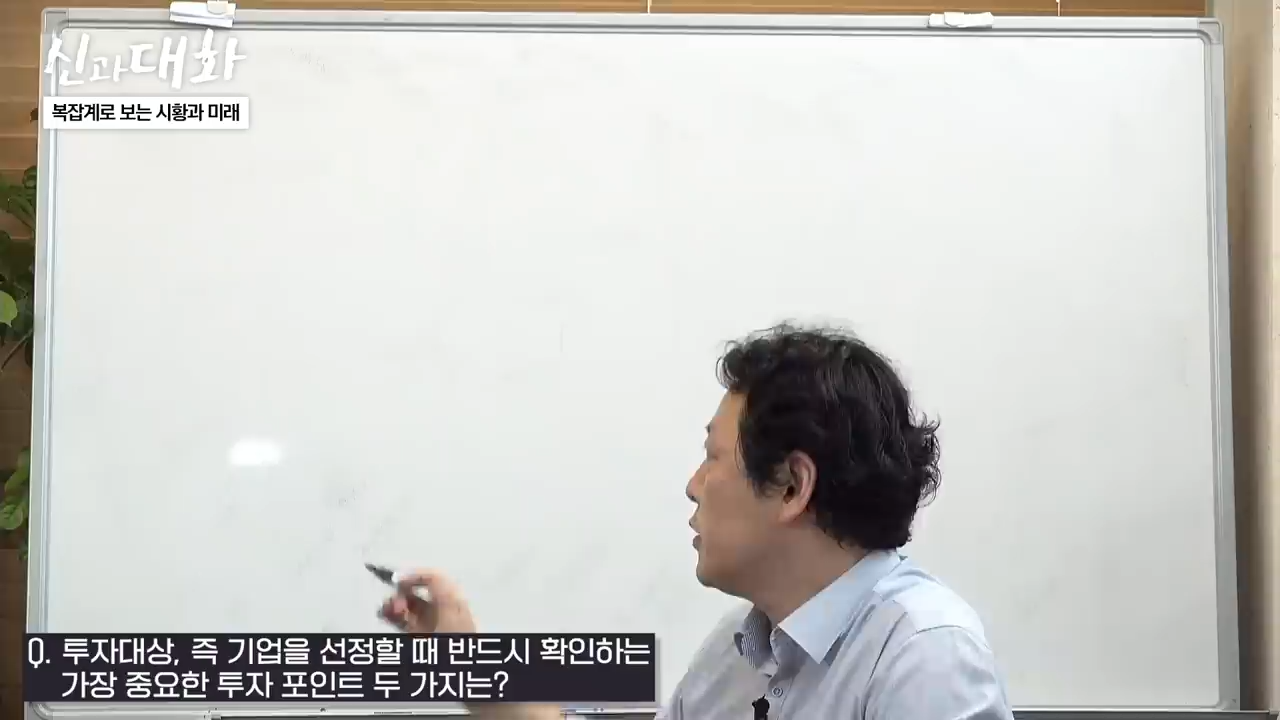 신과대화
복잡계로 보는 시황과 미래
Q. 투자대상, 즉 기업을 선정할 때 반드시 확인하는
가장 중요한 투자 포인트 두 가지는?